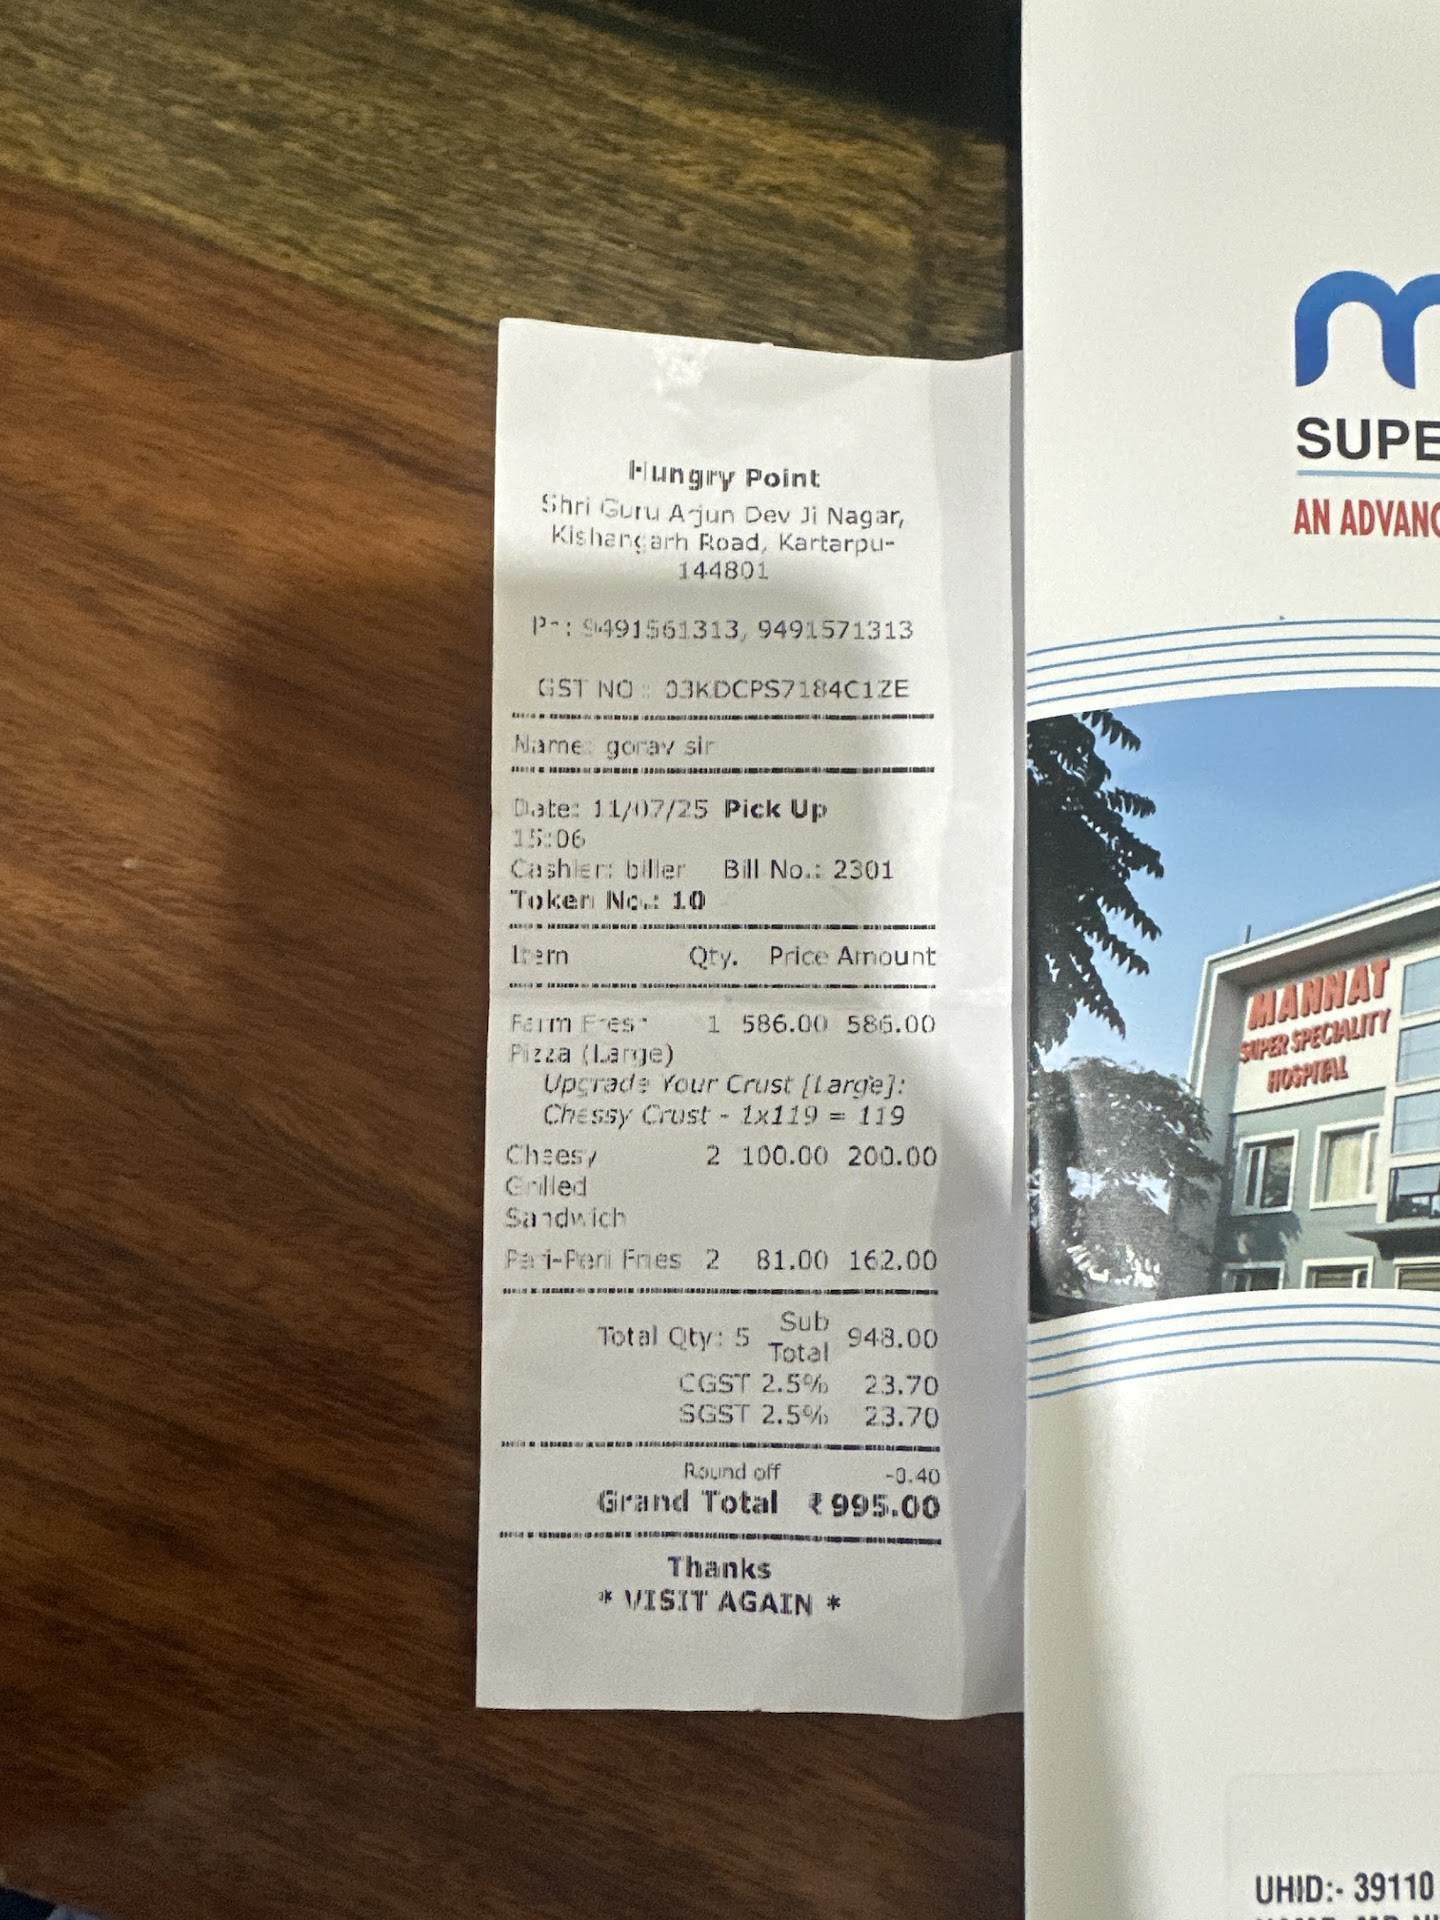 Hungry Point
Shri Guru Arjun Dev Ji Nagar,
Kishangarh Road, Kartarpu-
144801
Ph: 9491561313, 9491571313
GST NO : 03KDCPS7184C1ZE
Name: gorav sir
Date: 11/07/25 Pick Up
15:06
Cashier: biller Bill No.: 2301
Token No.: 10
Item Qty. Price Amount
Farm Fresh 1 586.00 586.00
Pizza (Large)
Upgrade Your Crust [Large]:
Chessy Crust - 1x119 = 119
Cheesy 2 100.00 200.00
Grilled
Sandwich
Peri-Peri Fries 2 81.00 162.00
Total Qty: 5 Sub Total 948.00
CGST 2.5% 23.70
SGST 2.5% 23.70
Round off -0.40
Grand Total ₹995.00
Thanks
* VISIT AGAIN *
m
SUPE
AN ADVANC
MANNAT
SUPER SPECIALITY
HOSPITAL
UHID:- 39110